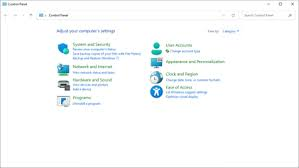 Control Panel
Control Panel
Search Control Panel
Adjust your computer's settings
View by: Category
System and Security
Review your computer's status
Save backup copies of your files with File History
Backup and Restore (Windows 7)
Network and Internet
View network status and tasks
Hardware and Sound
View devices and printers
Add a device
Programs
Uninstall a program
User Accounts
Change account type
Appearance and Personalization
Clock and Region
Change date, time, or number formats
Ease of Access
Let Windows suggest settings
Optimize visual display